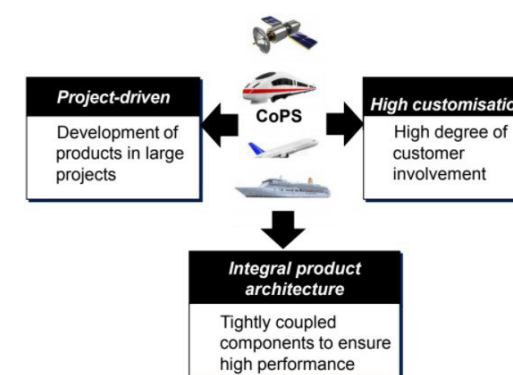 Project-driven
Development of
products in large
projects
CoPS
High customisatio
High degree of
customer
involvement
Integral product
architecture
Tightly coupled
components to ensure
high performance